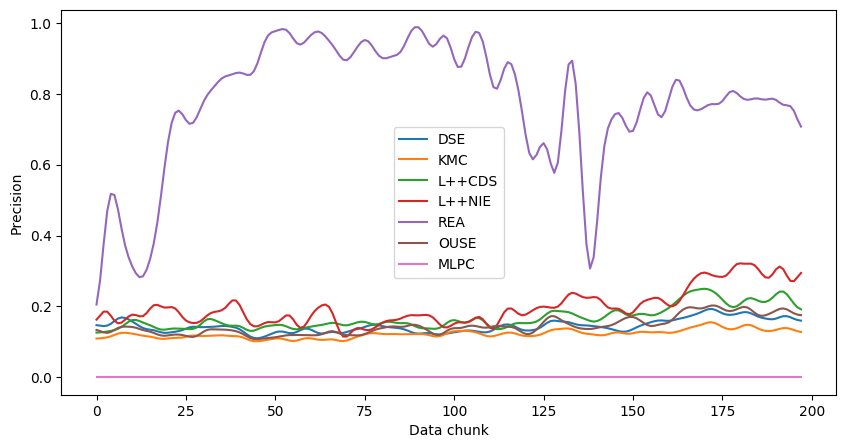 1.0
0.8
0.6
0.4
0.2
0.0
Precision
DSE
KMC
L++CDS
L++NIE
REA
OUSE
MLPC
0 25 50 75 100 125 150 175 200
Data chunk